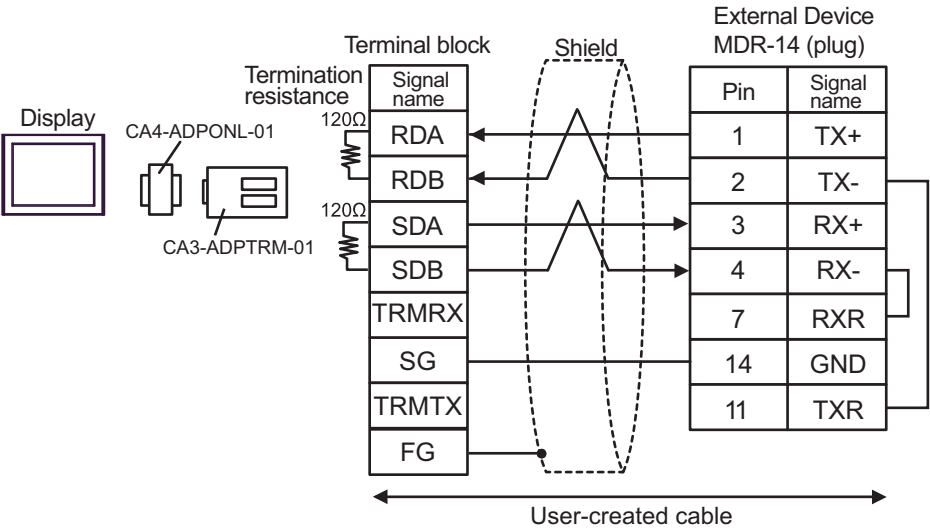 External Device
MDR-14 (plug)
Terminal block
Shield
Termination
resistance
Display
CA4-ADPONL-01
CA3-ADPTRM-01
120Ω
120Ω
Signal
name
RDA
RDB
SDA
SDB
TRMRX
SG
TRMTX
FG
Pin
Signal
name
1 TX+
2 TX-
3 RX+
4 RX-
7 RXR
14 GND
11 TXR
User-created cable